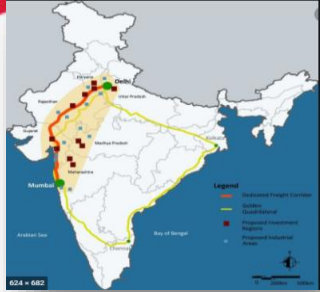 Haryana
Delhi
Uttar Pradesh
Rajasthan
Gujarat
Madhya Pradesh
Kolkata
Maharashtra
Mumbai
Legend
Dedicated Freight Corridor
Golden
Quadrilateral
Proposed Investment
Regions
Proposed Industrial
Areas
Arabian Sea
Bay of Bengal
Chennai
624 × 682